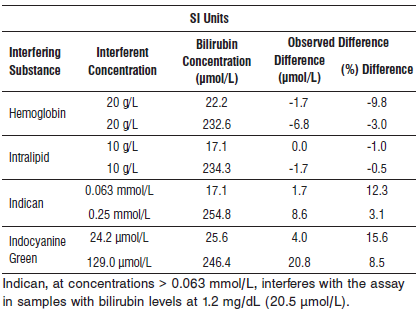 SI Units
Interfering Substance | Interferent Concentration | Bilirubin Concentration (µmol/L) | Observed Difference
Difference (µmol/L) | (%) Difference
Hemoglobin | 20 g/L | 22.2 | -1.7 | -9.8
20 g/L | 232.6 | -6.8 | -3.0
Intralipid | 10 g/L | 17.1 | 0.0 | -1.0
10 g/L | 234.3 | -1.7 | -0.5
Indican | 0.063 mmol/L | 17.1 | 1.7 | 12.3
0.25 mmol/L | 254.8 | 8.6 | 3.1
Indocyanine Green | 24.2 µmol/L | 25.6 | 4.0 | 15.6
129.0 µmol/L | 246.4 | 20.8 | 8.5
Indican, at concentrations > 0.063 mmol/L, interferes with the assay
in samples with bilirubin levels at 1.2 mg/dL (20.5 µmol/L).